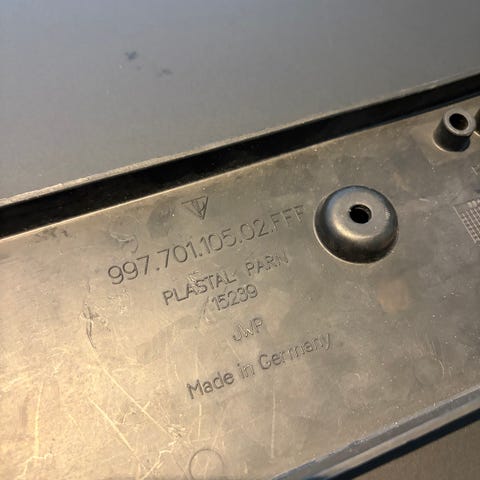 997.701.105.02.FFF
PLASTAL PARN
15239
JWP
Made in Germany